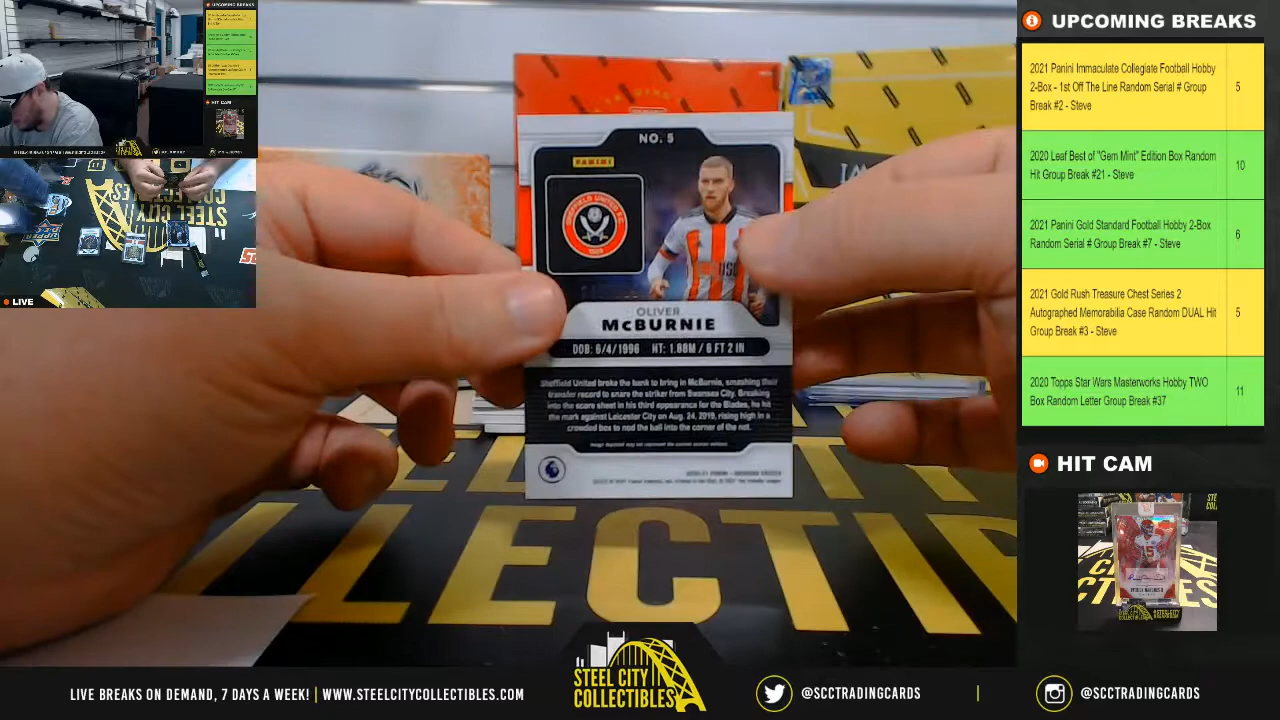 UPCOMING BREAKS
2021 Panini Immaculate Collegiate Football Hobby
2-Box - 1st Off The Line Random Serial # Group
Break #2 - Steve
5
2020 Leaf Best of "Gem Mint" Edition Box Random
Hit Group Break #21 - Steve
10
2021 Panini Gold Standard Football Hobby 2-Box
Random Serial # Group Break #7 - Steve
6
2021 Gold Rush Treasure Chest Series 2
Autographed Memorabilia Case Random DUAL Hit
Group Break #3 - Steve
5
2020 Topps Star Wars Masterworks Hobby TWO
Box Random Letter Group Break #37
11
HIT CAM
LIVE
NO. 5
PANINI
SHEFFIELD UNITED F.C.
OLIVER
McBURNIE
DOB: 6/4/1996 HT: 1.88M / 6 FT 2 IN
Sheffield United broke the bank to bring in McBurnie, smashing their
transfer record to snare the striker from Swansea City. Breaking
into the score sheet in his third appearance for the Blades, he hit
the mark against Leicester City on Aug. 24, 2019, rising high in a
crowded box to nod the ball into the corner of the net.
STEEL CITY
COLLECTIBLES
LIVE BREAKS ON DEMAND, 7 DAYS A WEEK! | WWW.STEELCITYCOLLECTIBLES.COM
STEEL CITY
COLLECTIBLES
@SCCTRADINGCARDS | @SCCTRADINGCARDS